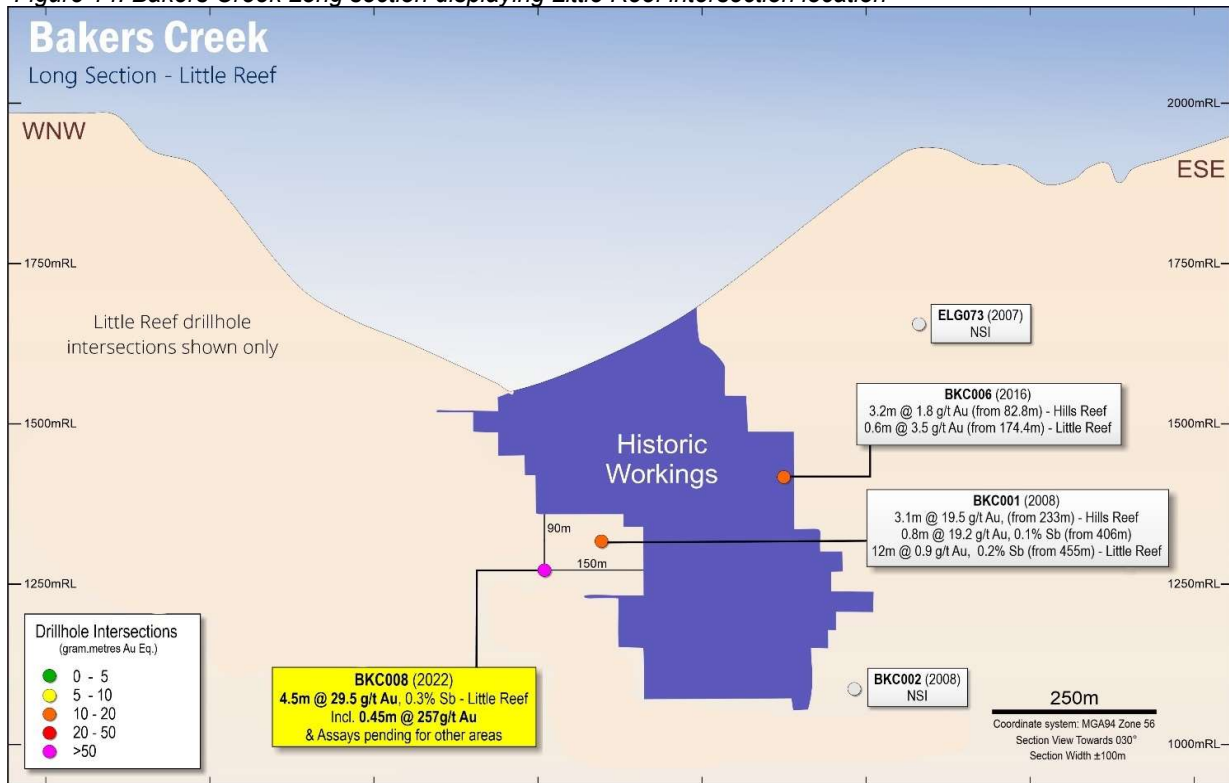 Figure 14: Bakers Creek Long section displaying Little Reef intersection location
Bakers Creek
Long Section - Little Reef
2000mRL
WNW
ESE
1750mRL
1750mRL
Little Reef drillhole
intersections shown only
ELG073 (2007)
NSI
BKC006 (2016)
3.2m @ 1.8 g/t Au (from 82.8m) - Hills Reef
0.6m @ 3.5 g/t Au (from 174.4m) - Little Reef
1500mRL
1500mRL
Historic
Workings
BKC001 (2008)
3.1m @ 19.5 g/t Au, (from 233m) - Hills Reef
0.8m @ 19.2 g/t Au, 0.1% Sb (from 406m)
12m @ 0.9 g/t Au, 0.2% Sb (from 455m) - Little Reef
90m
150m
1250mRL
1250mRL
Drillhole Intersections
(gram.metres Au Eq.)
0 - 5
5 - 10
10 - 20
20 - 50
>50
BKC008 (2022)
4.5m @ 29.5 g/t Au, 0.3% Sb - Little Reef
Incl. 0.45m @ 257g/t Au
& Assays pending for other areas
BKC002 (2008)
NSI
250m
Coordinate system: MGA94 Zone 56
Section View Towards 030°
Section Width ±100m
1000mRL